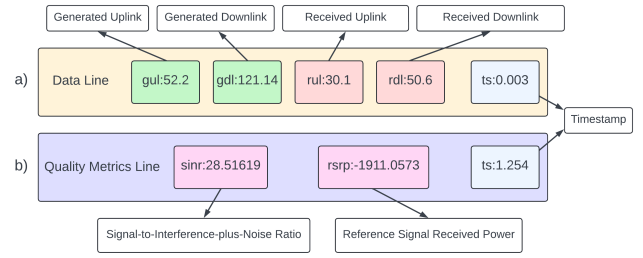 Generated Uplink
Generated Downlink
Received Uplink
Received Downlink
a)
Data Line
gul:52.2
gdl:121.14
rul:30.1
rdl:50.6
ts:0.003
Timestamp
b)
Quality Metrics Line
sinr:28.51619
rsrp:-1911.0573
ts:1.254
Signal-to-Interference-plus-Noise Ratio
Reference Signal Received Power